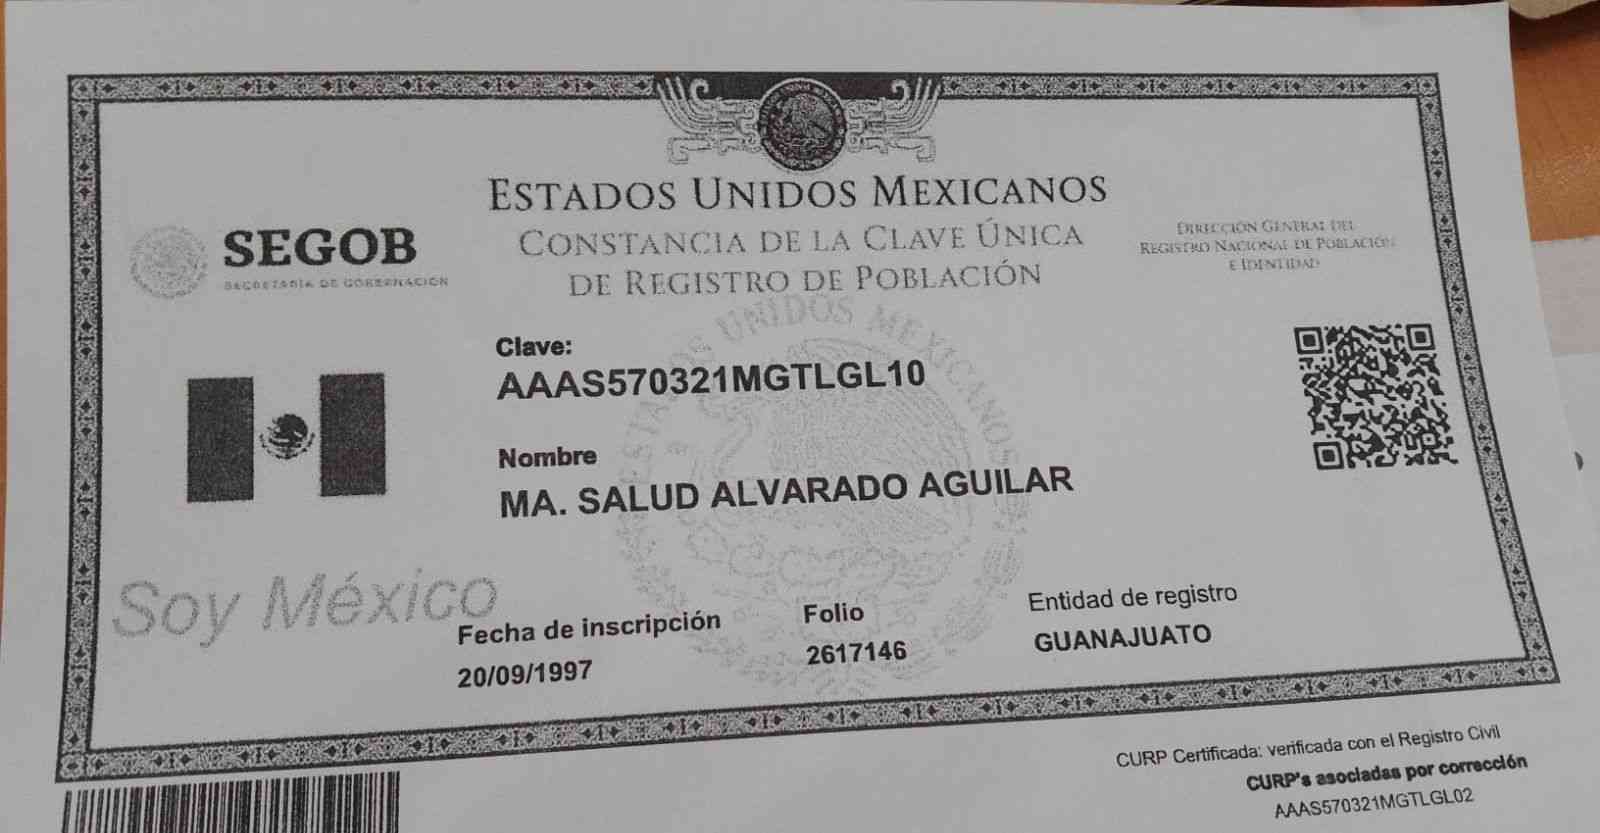 ESTADOS UNIDOS MEXICANOS
CONSTANCIA DE LA CLAVE ÚNICA
DE REGISTRO DE POBLACIÓN
SEGOB
SECRETARÍA DE GOBERNACIÓN
DIRECCIÓN GENERAL DEL
REGISTRO NACIONAL DE POBLACIÓN
E IDENTIDAD
Clave:
AAAS570321MGTLGL10
Nombre
MA. SALUD ALVARADO AGUILAR
Soy México
Fecha de inscripción
20/09/1997
Folio
2617146
Entidad de registro
GUANAJUATO
ESTADOS UNIDOS MEXICANOS
CURP Certificada: verificada con el Registro Civil
CURP's asociadas por corrección
AAAS570321MGTLGL02